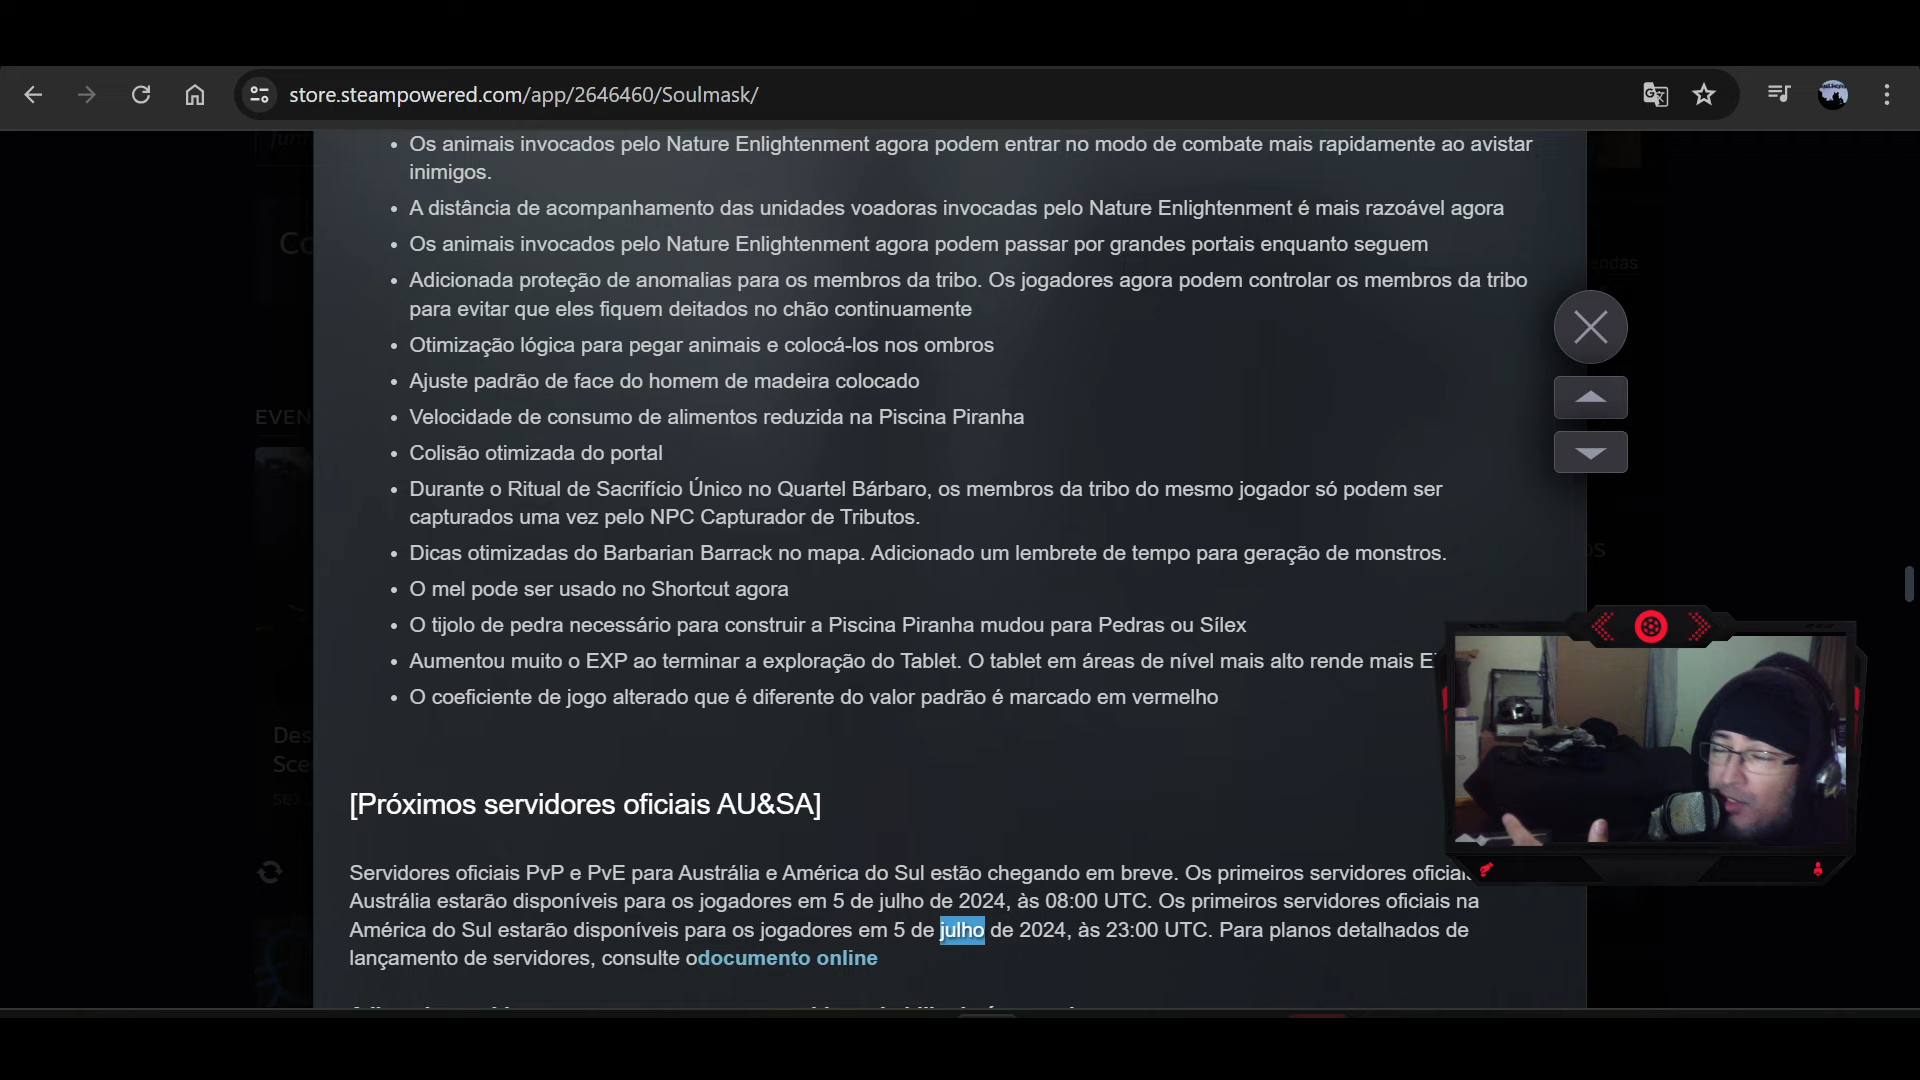 store.steampowered.com/app/2646460/Soulmask/
Os animais invocados pelo Nature Enlightenment agora podem entrar no modo de combate mais rapidamente ao avistar
inimigos.
A distância de acompanhamento das unidades voadoras invocadas pelo Nature Enlightenment é mais razoável agora
Os animais invocados pelo Nature Enlightenment agora podem passar por grandes portais enquanto seguem
Adicionada proteção de anomalias para os membros da tribo. Os jogadores agora podem controlar os membros da tribo
para evitar que eles fiquem deitados no chão continuamente
Otimização lógica para pegar animais e colocá-los nos ombros
Ajuste padrão de face do homem de madeira colocado
EVEN
Velocidade de consumo de alimentos reduzida na Piscina Piranha
Colisão otimizada do portal
Durante o Ritual de Sacrifício Único no Quartel Bárbaro, os membros da tribo do mesmo jogador só podem ser
capturados uma vez pelo NPC Capturador de Tributos.
Dicas otimizadas do Barbarian Barrack no mapa. Adicionado um lembrete de tempo para geração de monstros.
O mel pode ser usado no Shortcut agora
O tijolo de pedra necessário para construir a Piscina Piranha mudou para Pedras ou Sílex
Aumentou muito o EXP ao terminar a exploração do Tablet. O tablet em áreas de nível mais alto rende mais E
O coeficiente de jogo alterado que é diferente do valor padrão é marcado em vermelho
Des
Sce
[Próximos servidores oficiais AU&SA]
Servidores oficiais PvP e PvE para Austrália e América do Sul estão chegando em breve. Os primeiros servidores oficiai
Austrália estarão disponíveis para os jogadores em 5 de julho de 2024, às 08:00 UTC. Os primeiros servidores oficiais na
América do Sul estarão disponíveis para os jogadores em 5 de julho de 2024, às 23:00 UTC. Para planos detalhados de
lançamento de servidores, consulte odocumento online